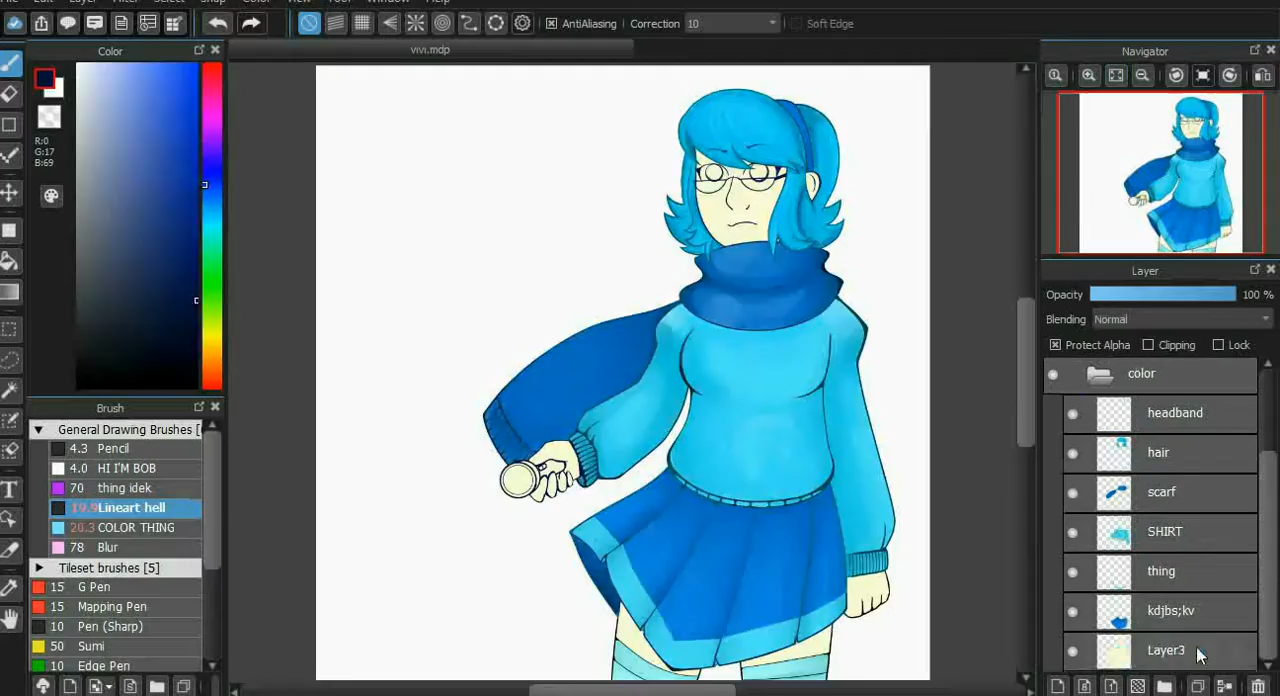 AntiAliasing Correction 10 Soft Edge
vivi.mdp
Color
R:0
G:17
B:69
Brush
General Drawing Brushes [
4.3 Pencil
4.0 HI I'M BOB
70 thing idek
19.9 Lineart hell
20.3 COLOR THING
78 Blur
Tileset brushes [5]
15 G Pen
15 Mapping Pen
10 Pen (Sharp)
50 Sumi
10 Edge Pen
Navigator
Layer
Opacity 100 %
Blending Normal
Protect Alpha Clipping Lock
color
headband
hair
scarf
SHIRT
thing
kdjbs;kv
Layer3